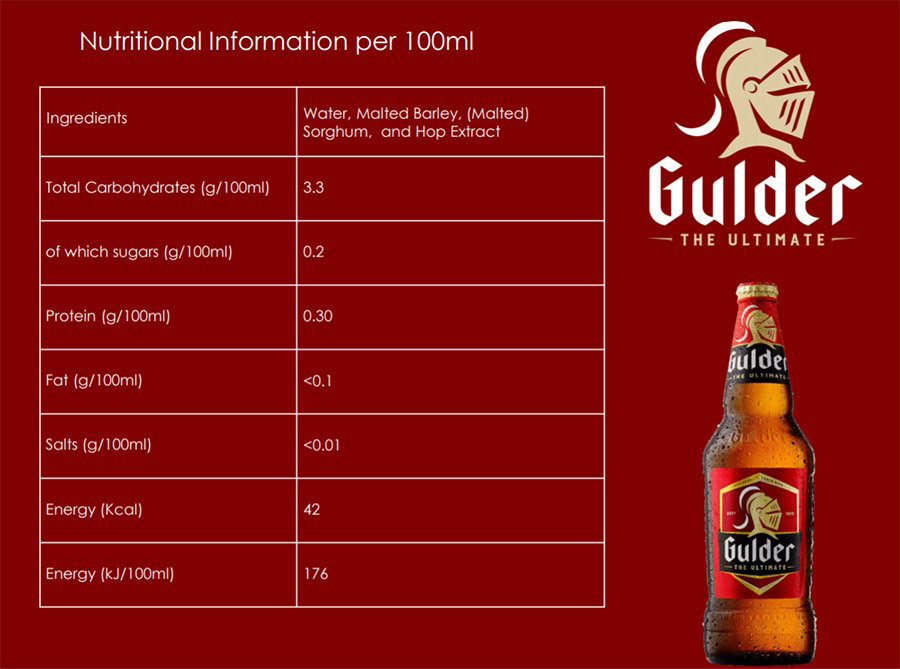 Nutritional Information per 100ml
Ingredients
Water, Malted Barley, (Malted)
Sorghum, and Hop Extract
Total Carbohydrates (g/100ml)
3.3
of which sugars (g/100ml)
0.2
Protein (g/100ml)
0.30
Fat (g/100ml)
<0.1
Salts (g/100ml)
<0.01
Energy (Kcal)
42
Energy (kJ/100ml)
176
Gulder
THE ULTIMATE
Gulder
THE ULTIMATE
Gulder
Gulder
THE ULTIMATE